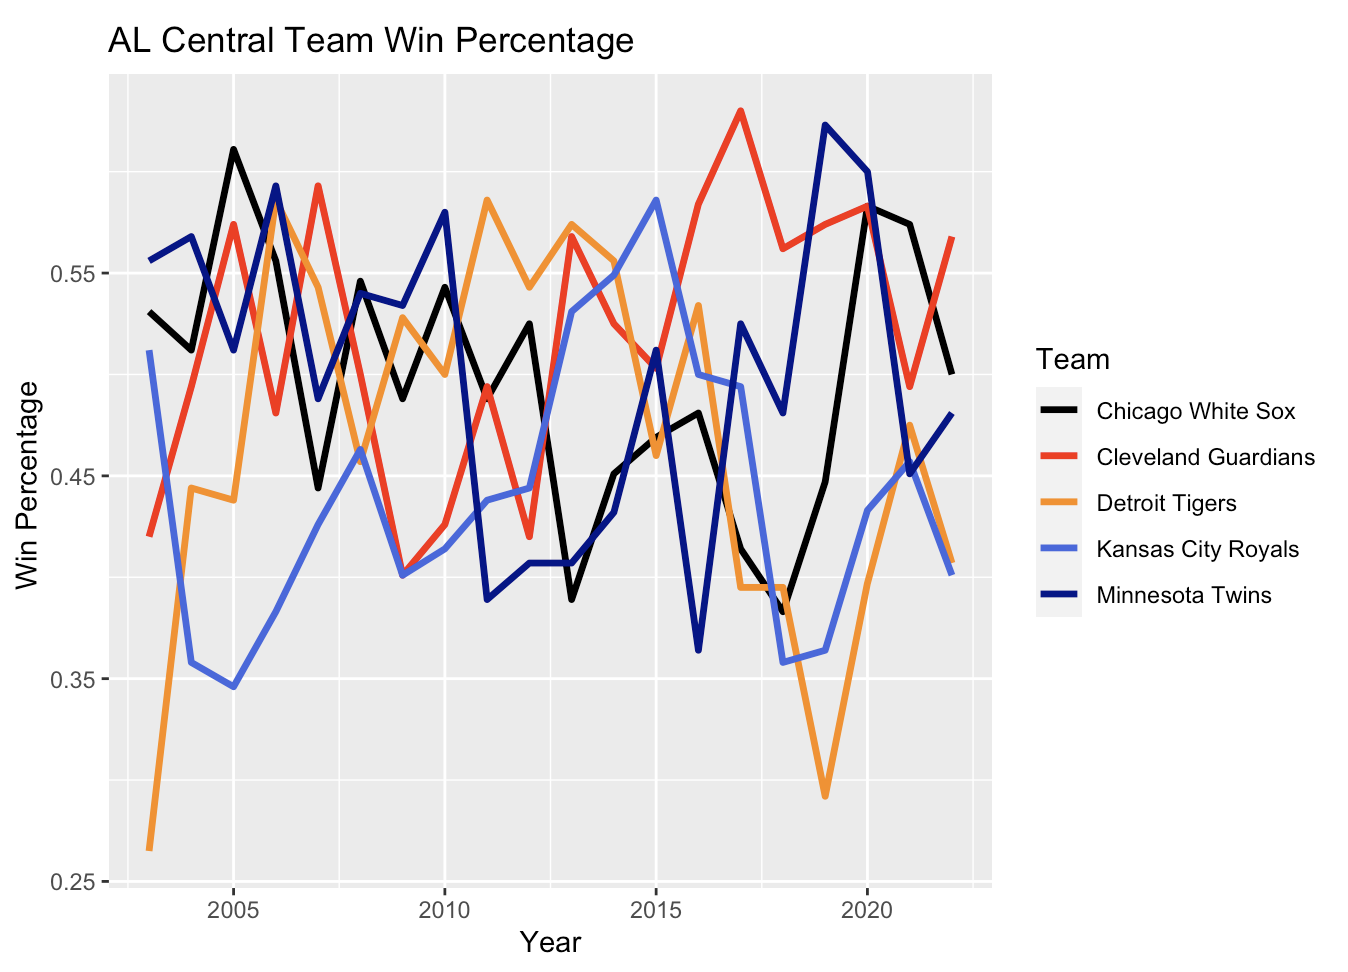 AL Central Team Win Percentage
Win Percentage
0.55
0.45
0.35
0.25
2005 2010 2015 2020
Year
Team
Chicago White Sox
Cleveland Guardians
Detroit Tigers
Kansas City Royals
Minnesota Twins